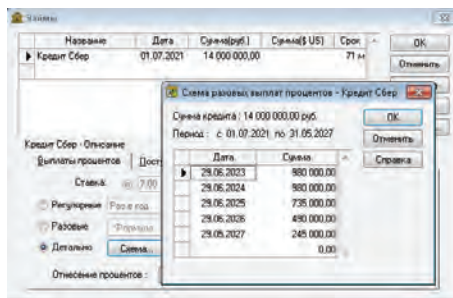 Займы
Название Дата Сумма(руб.) Сумма($ US) Срок
Кредит Сбер 01.07.2021 14 000 000,00 71 м
OK
Отменить
Схема разовых выплат процентов - Кредит Сбер
Сумма кредита : 14 000 000.00 руб.
Период : с 01.07.2021 по 31.05.2027
OK
Отменить
Справка
Дата Сумма
29.06.2023 980 000,00
29.06.2024 980 000,00
29.06.2025 735 000,00
29.06.2026 490 000,00
29.05.2027 245 000,00
0.00
Кредит Сбер - Описание
Выплаты процентов Дост
Ставка: 7.00
Регулярные Раз в год
Разовые
Детально Схема...
Отнесение процентов :